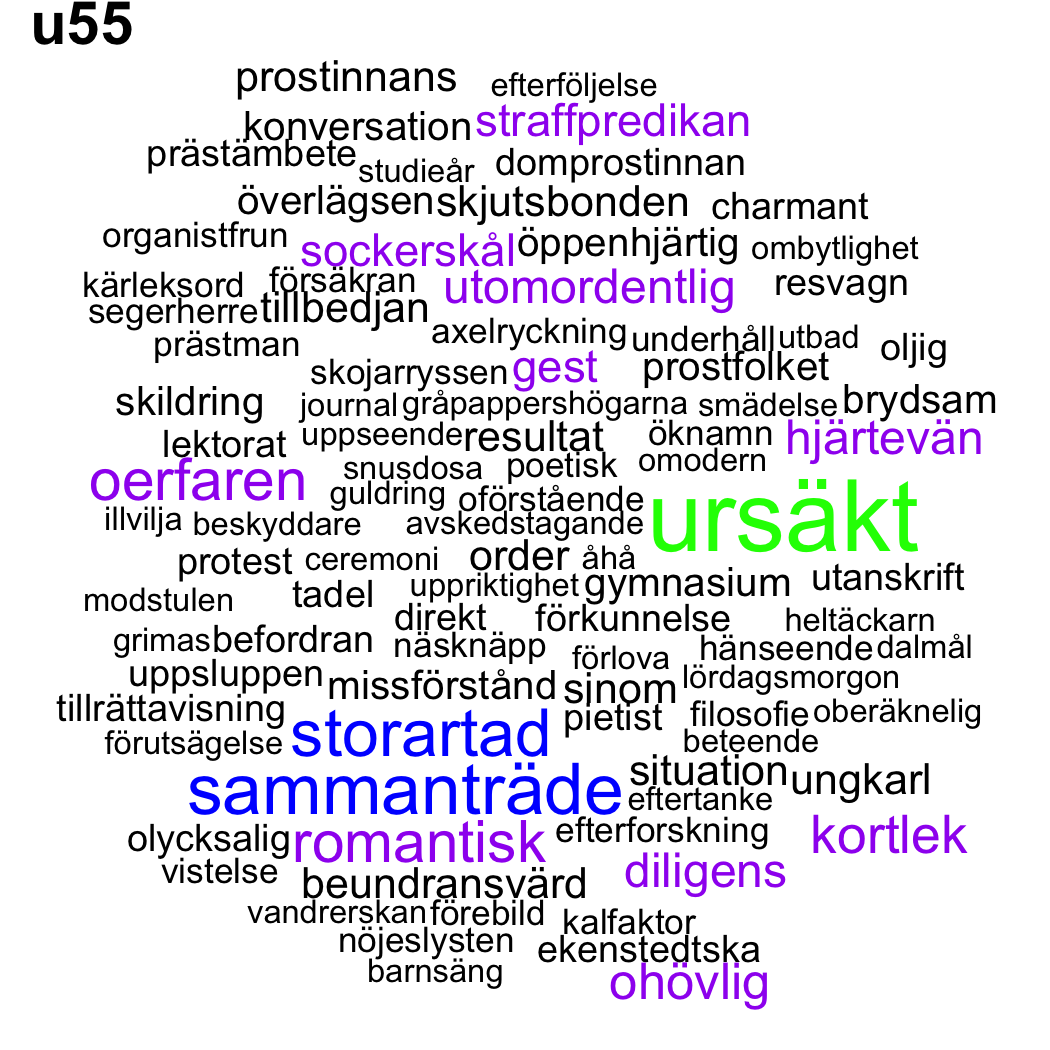 u55
prostinnans efterföljelse
konversation straffpredikan
prästämbete studieår domprostinnan
överlägsen skjutsbonden charmant
organistfrun sockerskål öppenhjärtig ombytlighet
kärleksord försäkran utomordentlig resvagn
segerherre tillbedjan
axelryckning underhåll utbad oljig
prästman
skojarryssen gest prostfolket
skildring journal gråpappershögarna smädelse brydsam
lektorat uppseende resultat öknamn hjärtevän
oerfaren snusdosa poetisk omodern
guldring oförstående ursäkt
illvilja beskyddare avskedstagande
protest ceremoni order åhå
modstulen tadel uppriktighet gymnasium utanskrift
direkt förkunnelse heltäckarn
grimas befordran näsknäpp förlova hänseende dalmål
uppsluppen missförstånd sinom lördagsmorgon
tillrättavisning pietist filosofie oberäknelig
förutsägelse storartad beteende
sammanträde situation ungkarl
eftertanke
olycksalig romantisk efterforskning kortlek
vistelse beundransvärd diligens
vandrerskan förebild kalfaktor
nöjeslysten ekenstedtska
barnsäng ohövlig